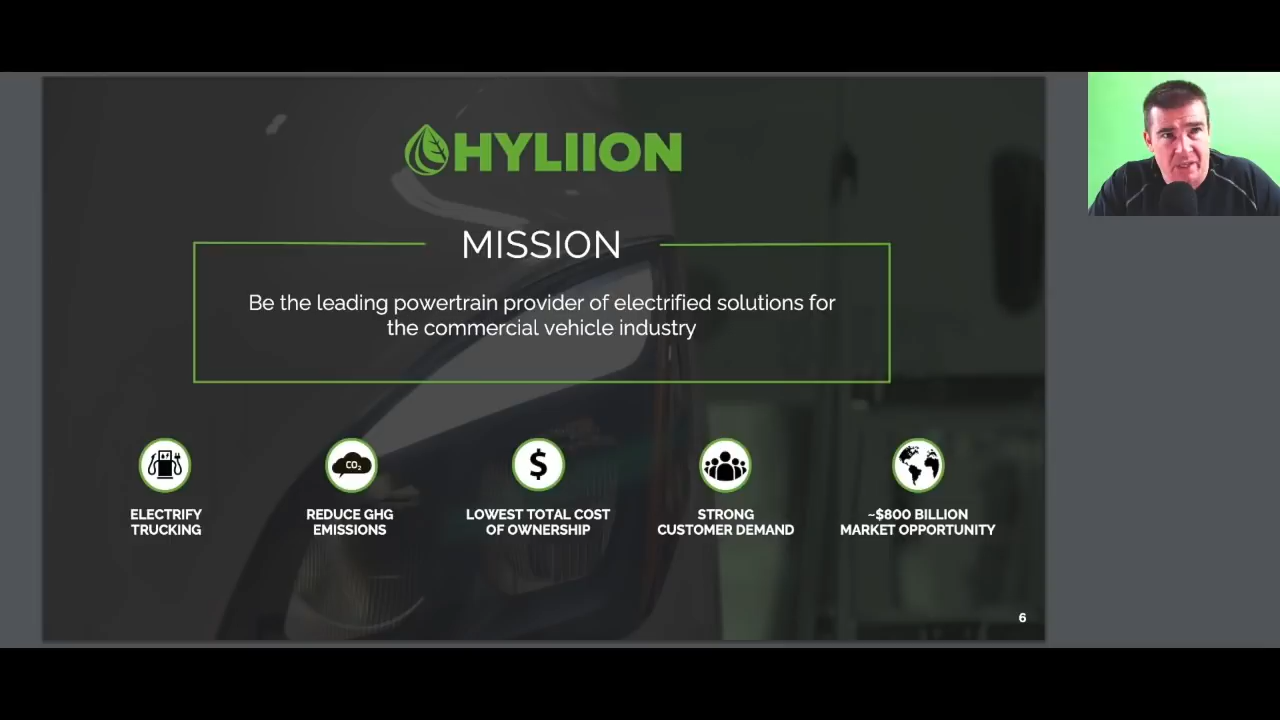 HYLIION
MISSION
Be the leading powertrain provider of electrified solutions for
the commercial vehicle industry
CO₂
$
ELECTRIFY
TRUCKING
REDUCE GHG
EMISSIONS
LOWEST TOTAL COST
OF OWNERSHIP
STRONG
CUSTOMER DEMAND
~$800 BILLION
MARKET OPPORTUNITY
6